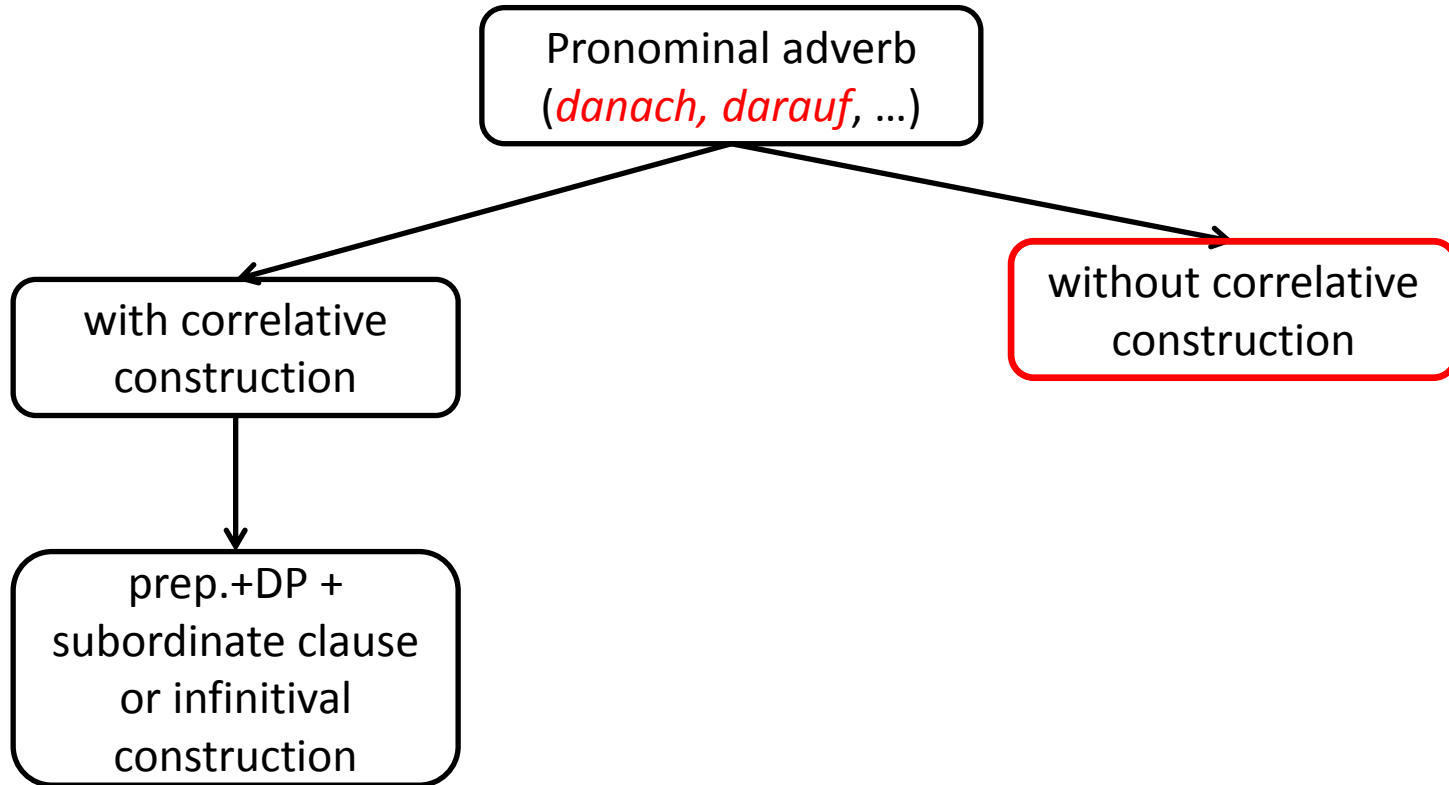 Pronominal adverb
(danach, darauf, …)
with correlative
construction
without correlative
construction
prep.+DP +
subordinate clause
or infinitival
construction